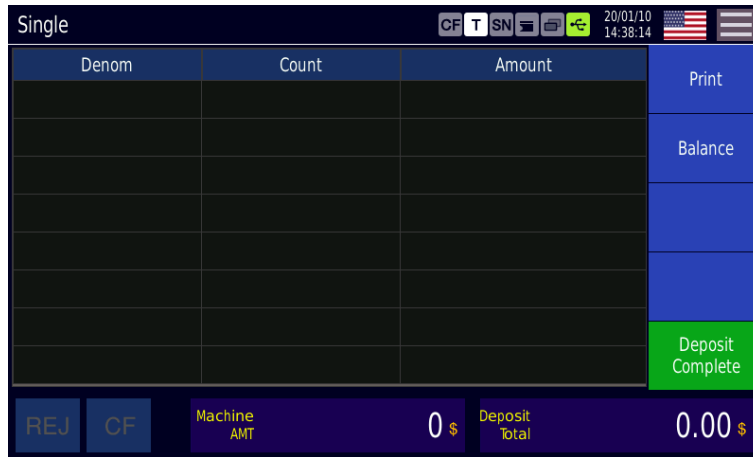 Single
CF T SN
20/01/10
14:38:14
Denom Count Amount
Print
Balance
Deposit
Complete
REJ CF
Machine
AMT
0 $
Deposit
Total
0.00 $